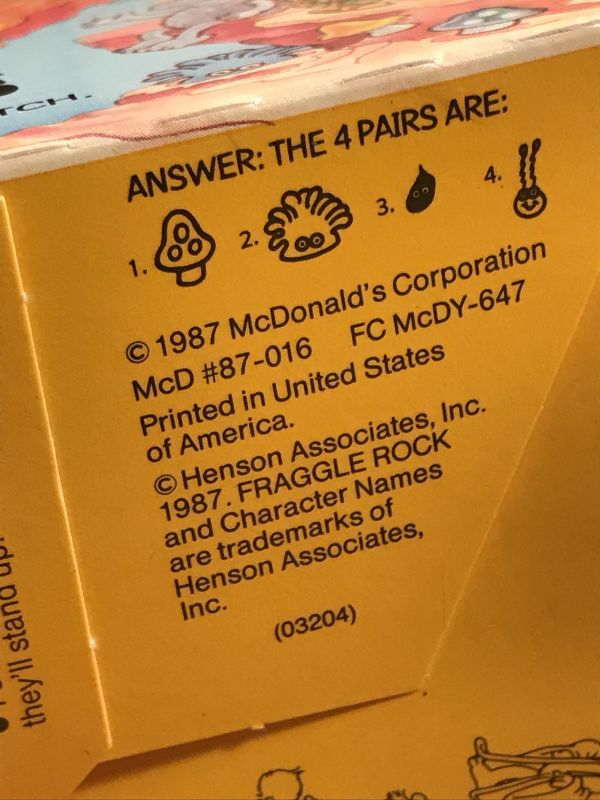 TCH.
ANSWER: THE 4 PAIRS ARE:
1. 2. 3. 4.
© 1987 McDonald's Corporation
McD #87-016 FC McDY-647
Printed in United States
of America.
© Henson Associates, Inc.
1987. FRAGGLE ROCK
and Character Names
are trademarks of
Henson Associates,
Inc.
(03204)
they'll stand up.